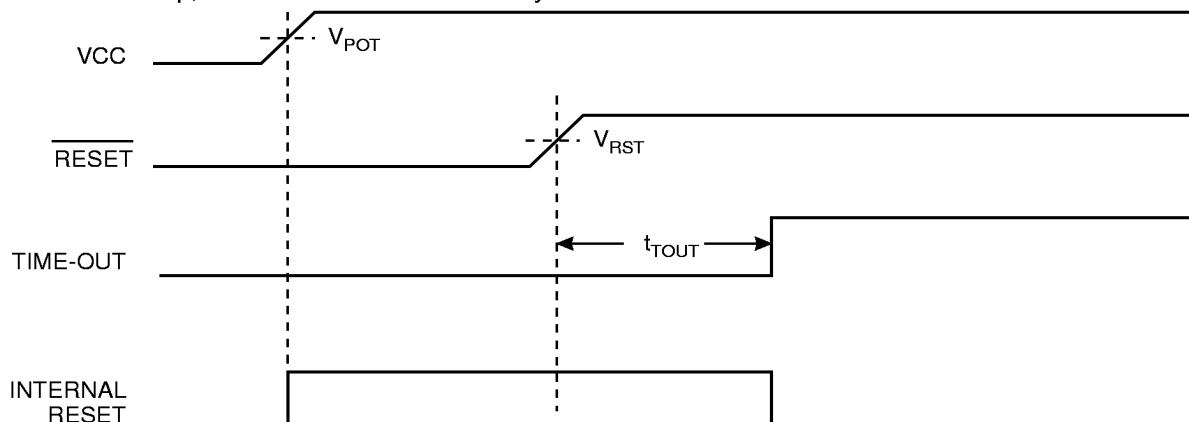 VCC
V_POT
RESET
V_RST
TIME-OUT
t_TOUT
INTERNAL
RESET